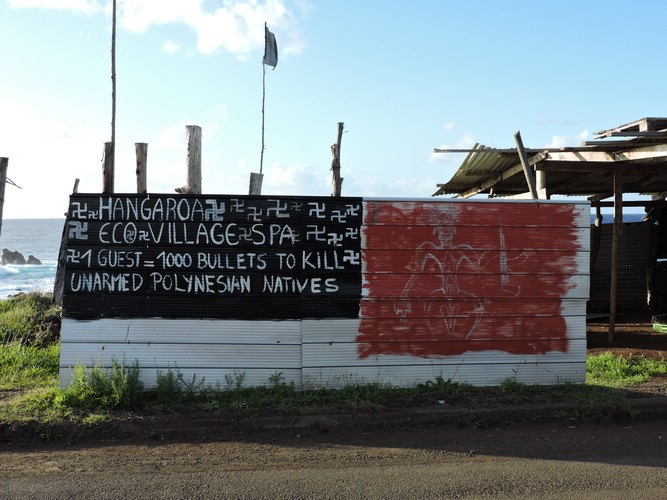 HANGAROA
ECO VILLAGE SPA
1 GUEST = 1000 BULLETS TO KILL
UNARMED POLYNESIAN NATIVES